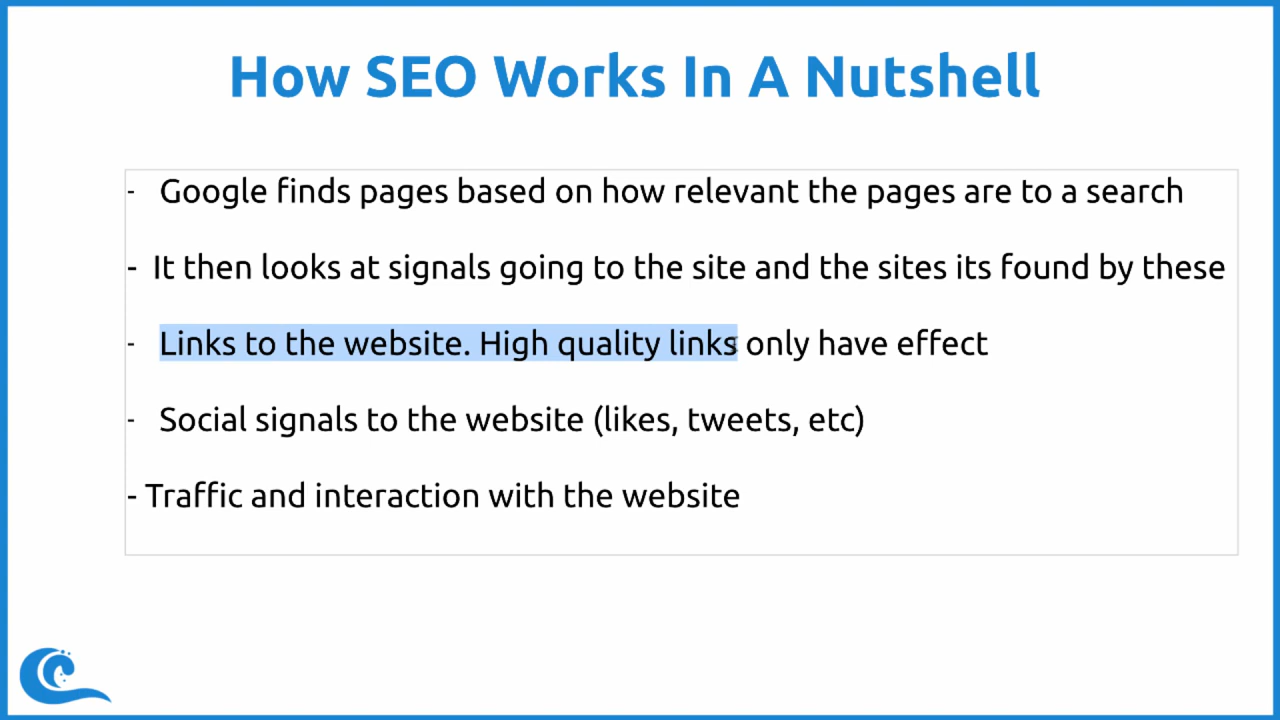 How SEO Works In A Nutshell
- Google finds pages based on how relevant the pages are to a search
- It then looks at signals going to the site and the sites its found by these
- Links to the website. High quality links only have effect
- Social signals to the website (likes, tweets, etc)
- Traffic and interaction with the website